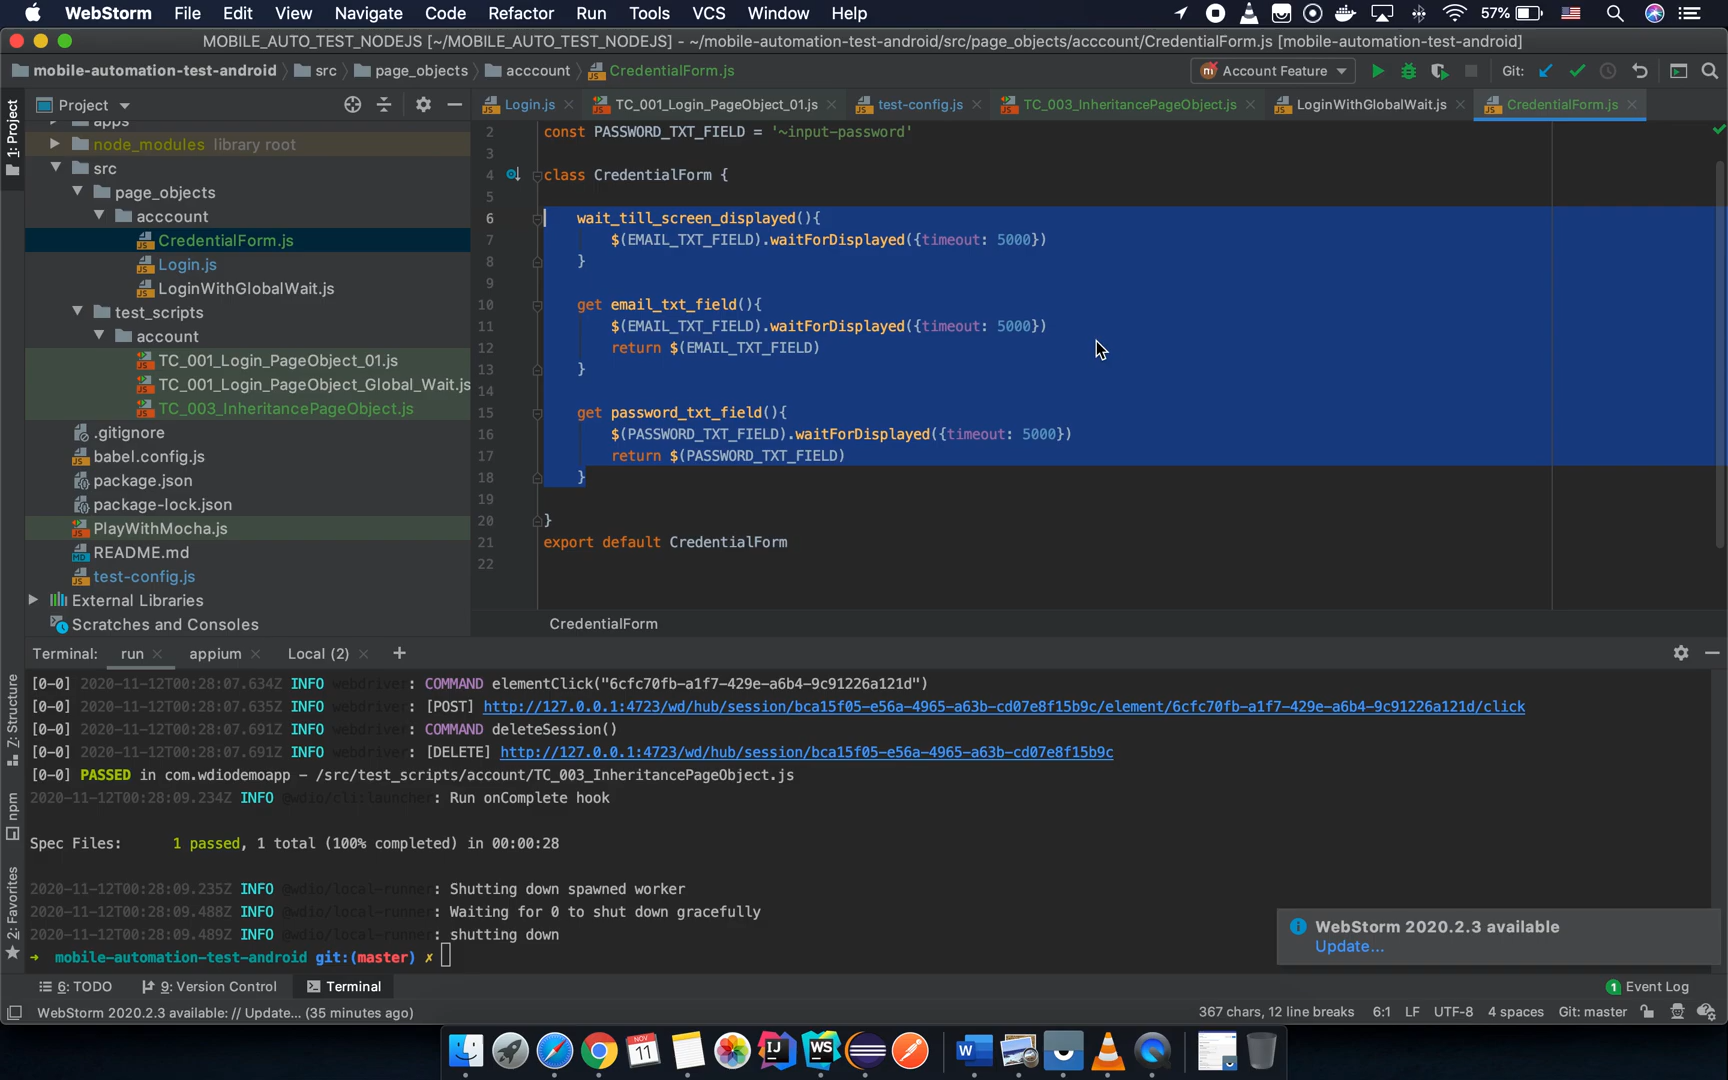 WebStorm File Edit View Navigate Code Refactor Run Tools VCS Window Help 57%
MOBILE_AUTO_TEST_NODEJS [~/MOBILE_AUTO_TEST_NODEJS] - ~/mobile-automation-test-android/src/page_objects/acccount/CredentialForm.js [mobile-automation-test-android]
mobile-automation-test-android src page_objects acccount CredentialForm.js Account Feature Git:
1: Project
Project
Login.js TC_001_Login_PageObject_01.js test-config.js TC_003_InheritancePageObject.js LoginWithGlobalWait.js CredentialForm.js
apps
node_modules library root
src
page_objects
acccount
CredentialForm.js
Login.js
LoginWithGlobalWait.js
test_scripts
account
TC_001_Login_PageObject_01.js
TC_001_Login_PageObject_Global_Wait.js
TC_003_InheritancePageObject.js
.gitignore
babel.config.js
package.json
package-lock.json
PlayWithMocha.js
README.md
test-config.js
External Libraries
Scratches and Consoles
2 const PASSWORD_TXT_FIELD = '~input-password'
3
4 class CredentialForm {
5
6 wait_till_screen_displayed(){
7 $(EMAIL_TXT_FIELD).waitForDisplayed({timeout: 5000})
8 }
9
10 get email_txt_field(){
11 $(EMAIL_TXT_FIELD).waitForDisplayed({timeout: 5000})
12 return $(EMAIL_TXT_FIELD)
13 }
14
15 get password_txt_field(){
16 $(PASSWORD_TXT_FIELD).waitForDisplayed({timeout: 5000})
17 return $(PASSWORD_TXT_FIELD)
18 }
19
20 }
21 export default CredentialForm
22
CredentialForm
Terminal: run appium Local (2) +
[0-0] 2020-11-12T00:28:07.634Z INFO webdriver: COMMAND elementClick("6cfc70fb-a1f7-429e-a6b4-9c91226a121d")
[0-0] 2020-11-12T00:28:07.635Z INFO webdriver: [POST] http://127.0.0.1:4723/wd/hub/session/bca15f05-e56a-4965-a63b-cd07e8f15b9c/element/6cfc70fb-a1f7-429e-a6b4-9c91226a121d/click
[0-0] 2020-11-12T00:28:07.691Z INFO webdriver: COMMAND deleteSession()
[0-0] 2020-11-12T00:28:07.691Z INFO webdriver: [DELETE] http://127.0.0.1:4723/wd/hub/session/bca15f05-e56a-4965-a63b-cd07e8f15b9c
[0-0] PASSED in com.wdiodemoapp - /src/test_scripts/account/TC_003_InheritancePageObject.js
2020-11-12T00:28:09.234Z INFO @wdio/cli:launcher: Run onComplete hook
Spec Files: 1 passed, 1 total (100% completed) in 00:00:28
2020-11-12T00:28:09.235Z INFO @wdio/local-runner: Shutting down spawned worker
2020-11-12T00:28:09.488Z INFO @wdio/local-runner: Waiting for 0 to shut down gracefully
2020-11-12T00:28:09.489Z INFO @wdio/local-runner: shutting down
→ mobile-automation-test-android git:(master) ✗
7: Structure
npm
2: Favorites
WebStorm 2020.2.3 available
Update...
6: TODO 9: Version Control Terminal 1 Event Log
WebStorm 2020.2.3 available: // Update... (35 minutes ago) 367 chars, 12 line breaks 6:1 LF UTF-8 4 spaces Git: master
NOV
11
IJ
WS
W